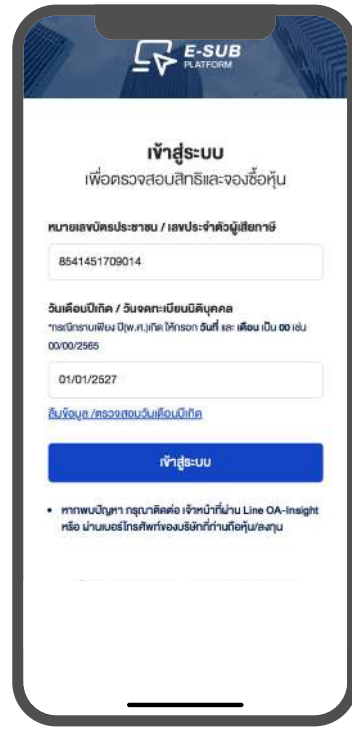 E-SUB
PLATFORM
เข้าสู่ระบบ
เพื่อตรวจสอบสิทธิและจองซื้อหุ้น
หมายเลขบัตรประชาชน / เลขประจำตัวผู้เสียภาษี
8541451709014
วันเดือนปีเกิด / วันจดทะเบียนนิติบุคคล
*กรณีทราบเพียง ปี(พ.ศ.)เกิด ให้กรอก วันที่ และ เดือน เป็น 00 เช่น
00/00/2565
01/01/2527
ลืมข้อมูล /ตรวจสอบวันเดือนปีเกิด
เข้าสู่ระบบ
• หากพบปัญหา กรุณาติดต่อ เจ้าหน้าที่ผ่าน Line OA-Insight
หรือ ผ่านเบอร์โทรศัพท์ของบริษัทที่ท่านถือหุ้น/ลงทุน